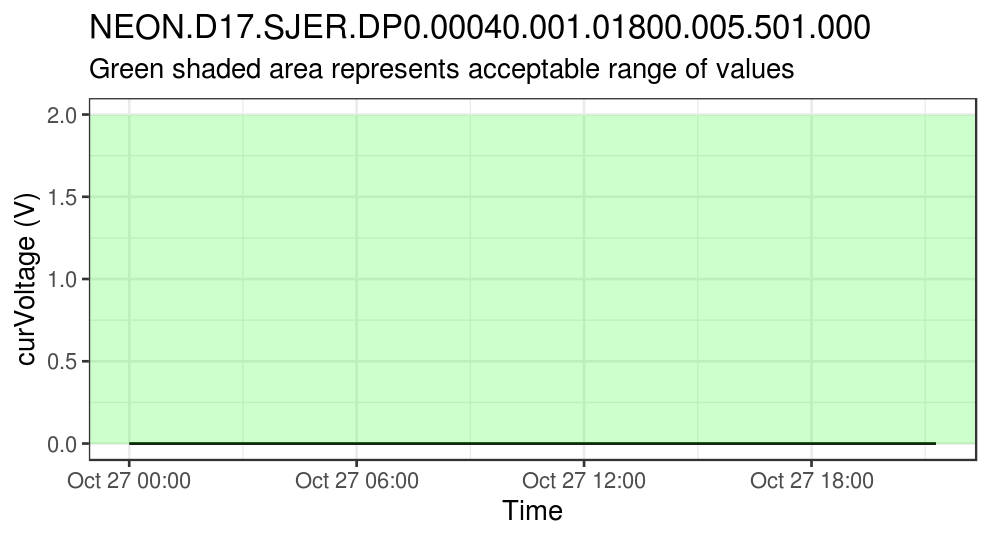 NEON.D17.SJER.DP0.00040.001.01800.005.501.000
Green shaded area represents acceptable range of values
curVoltage (V)
2.0
1.5
1.0
0.5
0.0
Oct 27 00:00 Oct 27 06:00 Oct 27 12:00 Oct 27 18:00
Time